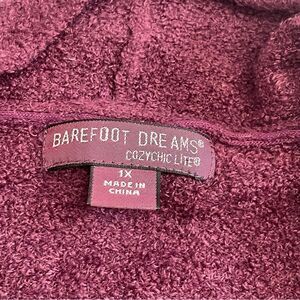 BAREFOOT DREAMS®
COZYCHIC LITE®
1X
MADE IN
CHINA